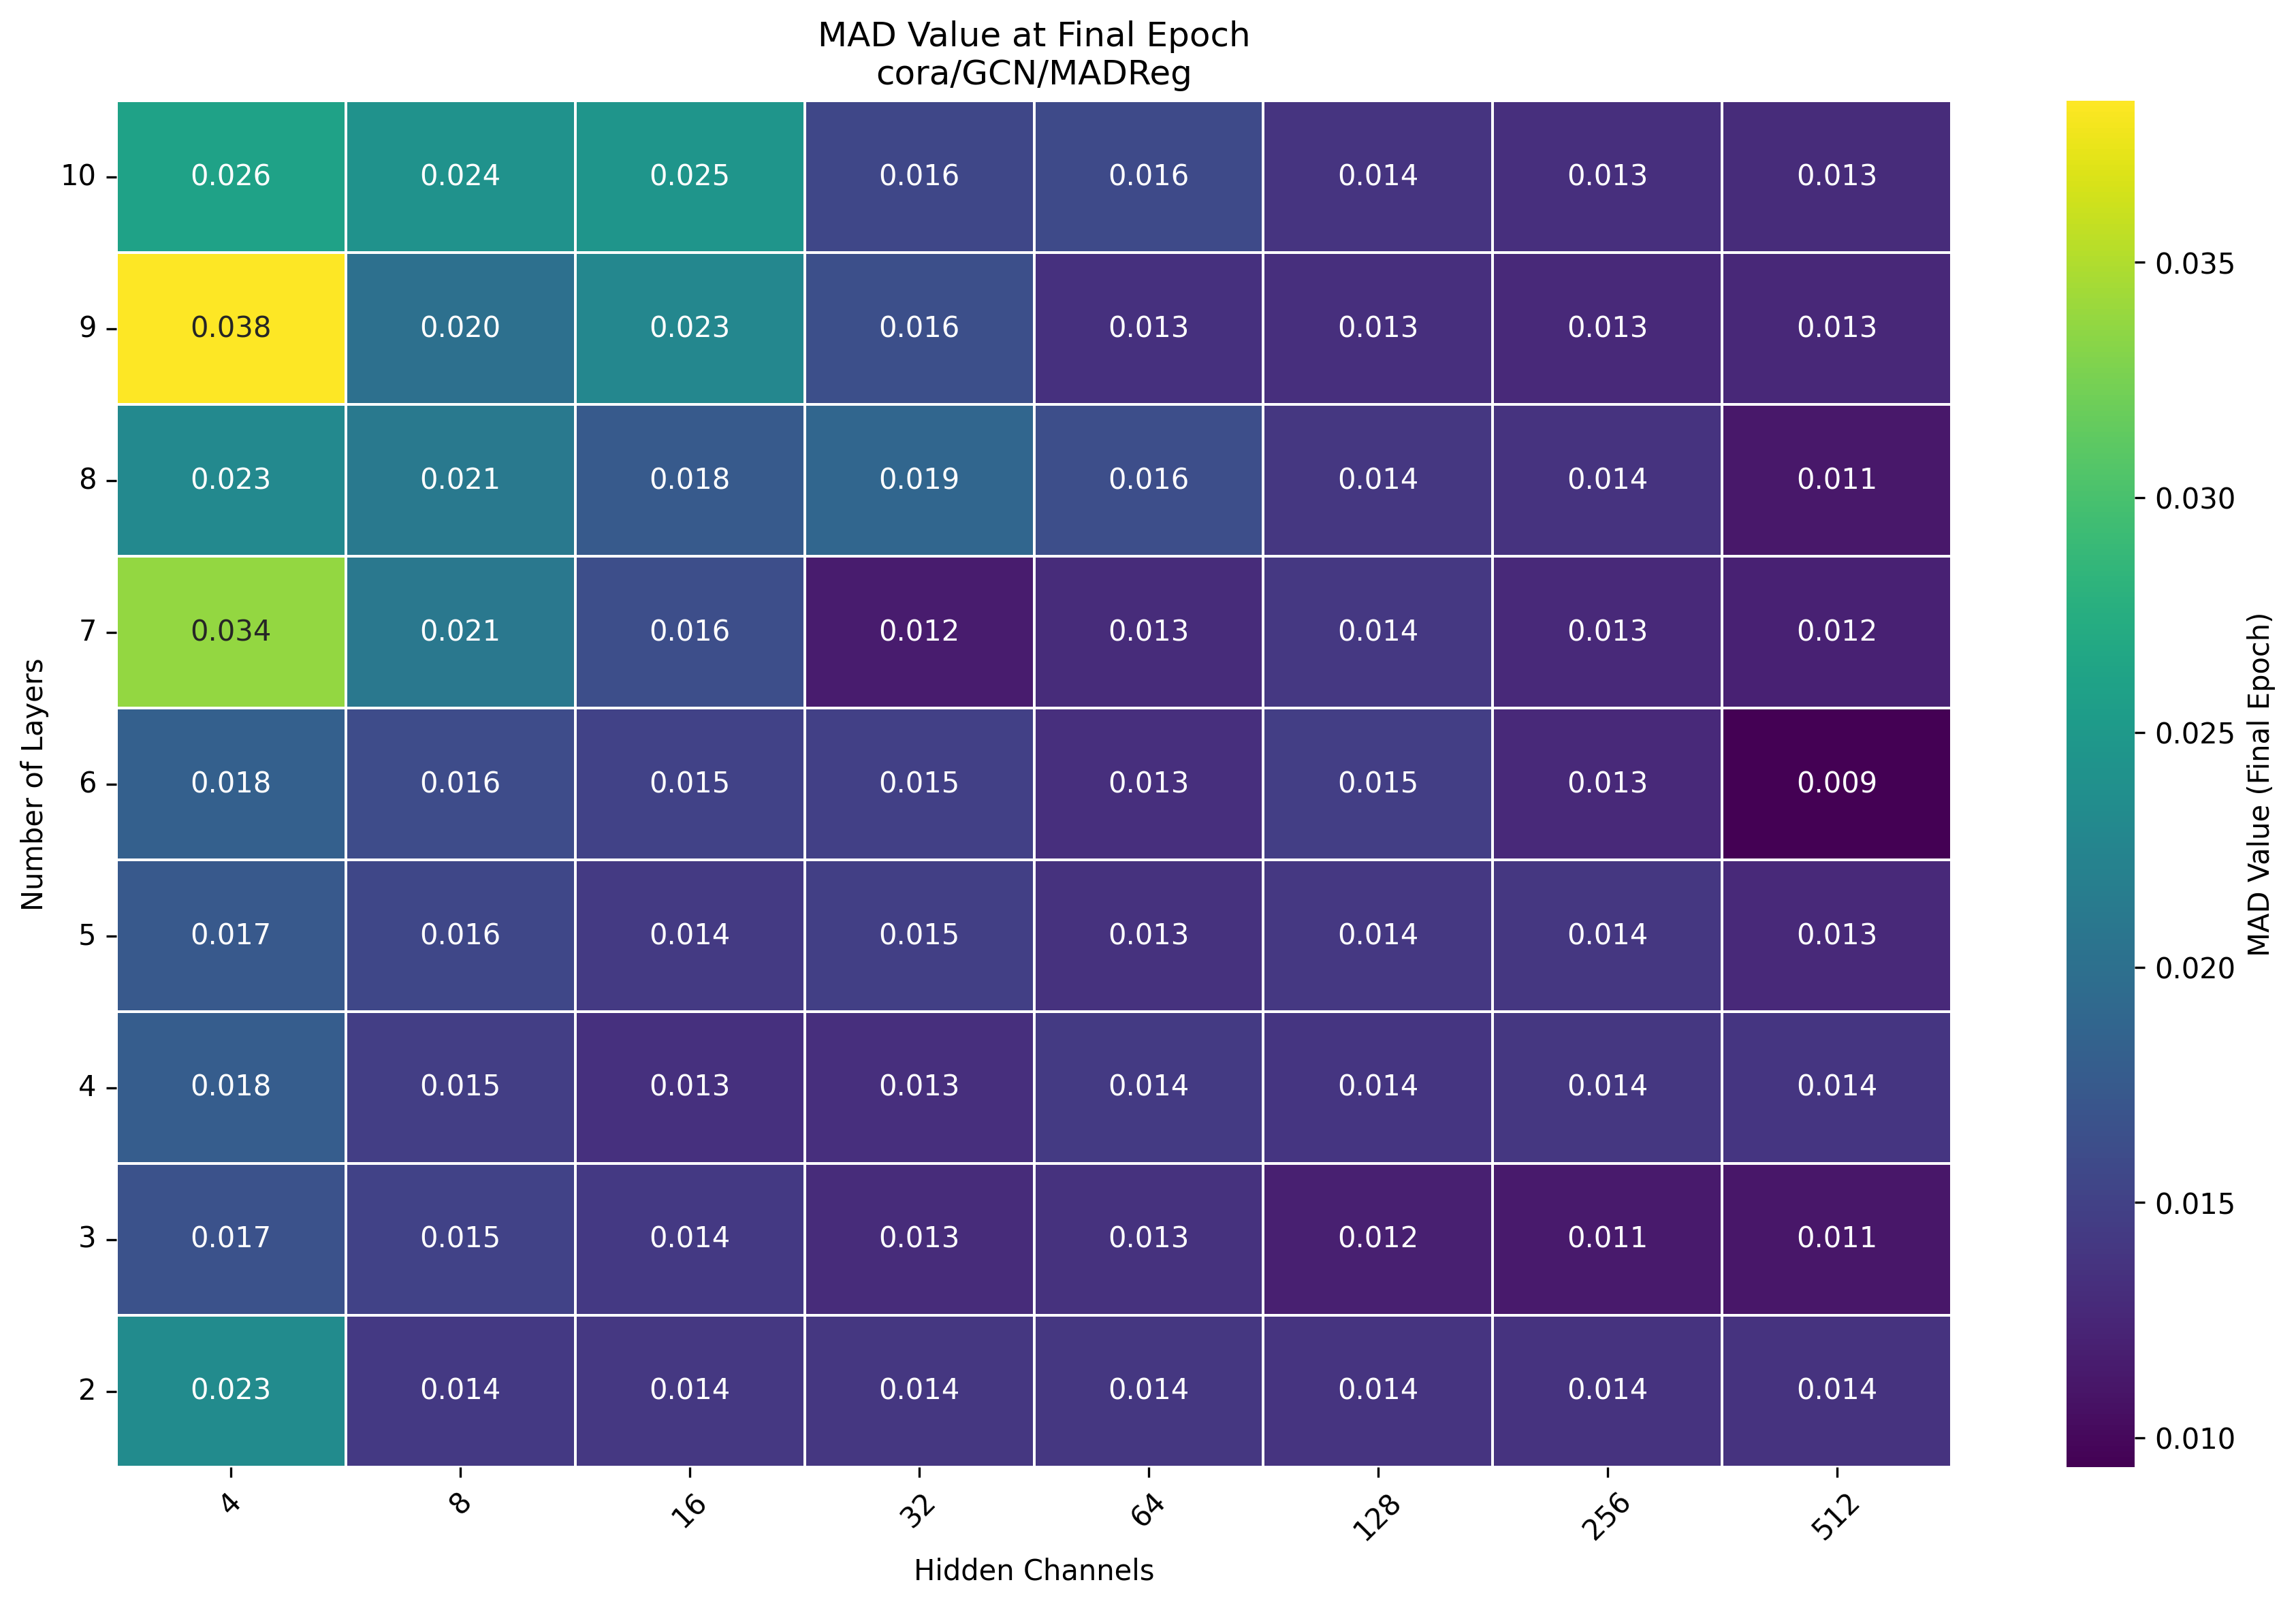 MAD Value at Final Epoch
cora/GCN/MADReg
10 0.026 0.024 0.025 0.016 0.016 0.014 0.013 0.013
9 0.038 0.020 0.023 0.016 0.013 0.013 0.013 0.013
8 0.023 0.021 0.018 0.019 0.016 0.014 0.014 0.011
7 0.034 0.021 0.016 0.012 0.013 0.014 0.013 0.012
6 0.018 0.016 0.015 0.015 0.013 0.015 0.013 0.009
5 0.017 0.016 0.014 0.015 0.013 0.014 0.014 0.013
4 0.018 0.015 0.013 0.013 0.014 0.014 0.014 0.014
3 0.017 0.015 0.014 0.013 0.013 0.012 0.011 0.011
2 0.023 0.014 0.014 0.014 0.014 0.014 0.014 0.014
4 8 16 32 64 128 256 512
Hidden Channels
Number of Layers
0.035
0.030
0.025
0.020
0.015
0.010
MAD Value (Final Epoch)